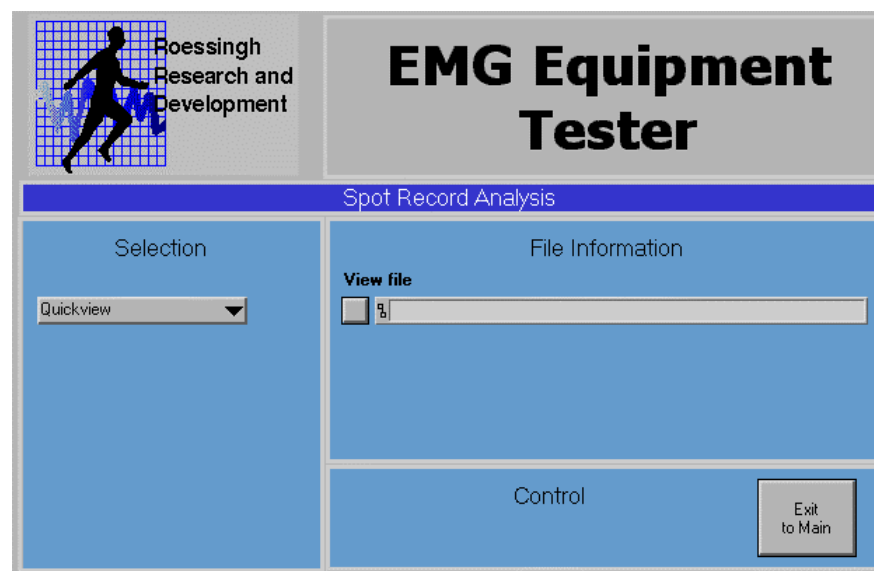 Roessingh
Research and
Development
EMG Equipment
Tester
Spot Record Analysis
Selection
Quickview
File Information
View file
Control
Exit
to Main